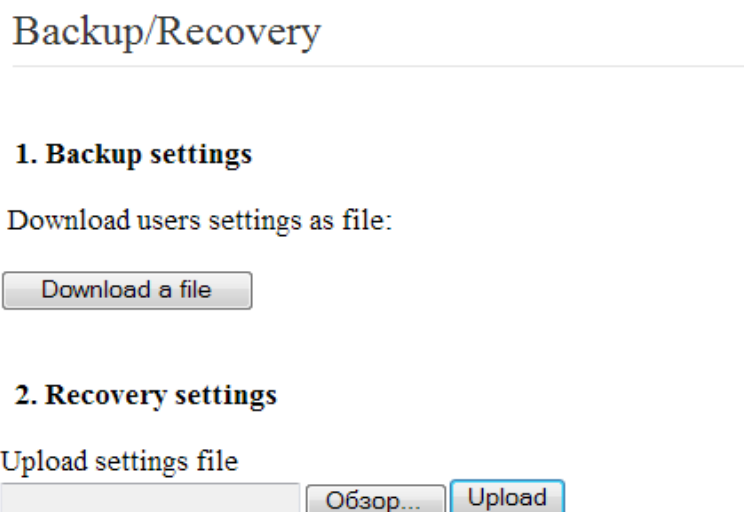 Backup/Recovery
1. Backup settings
Download users settings as file:
Download a file
2. Recovery settings
Upload settings file
Обзор... Upload